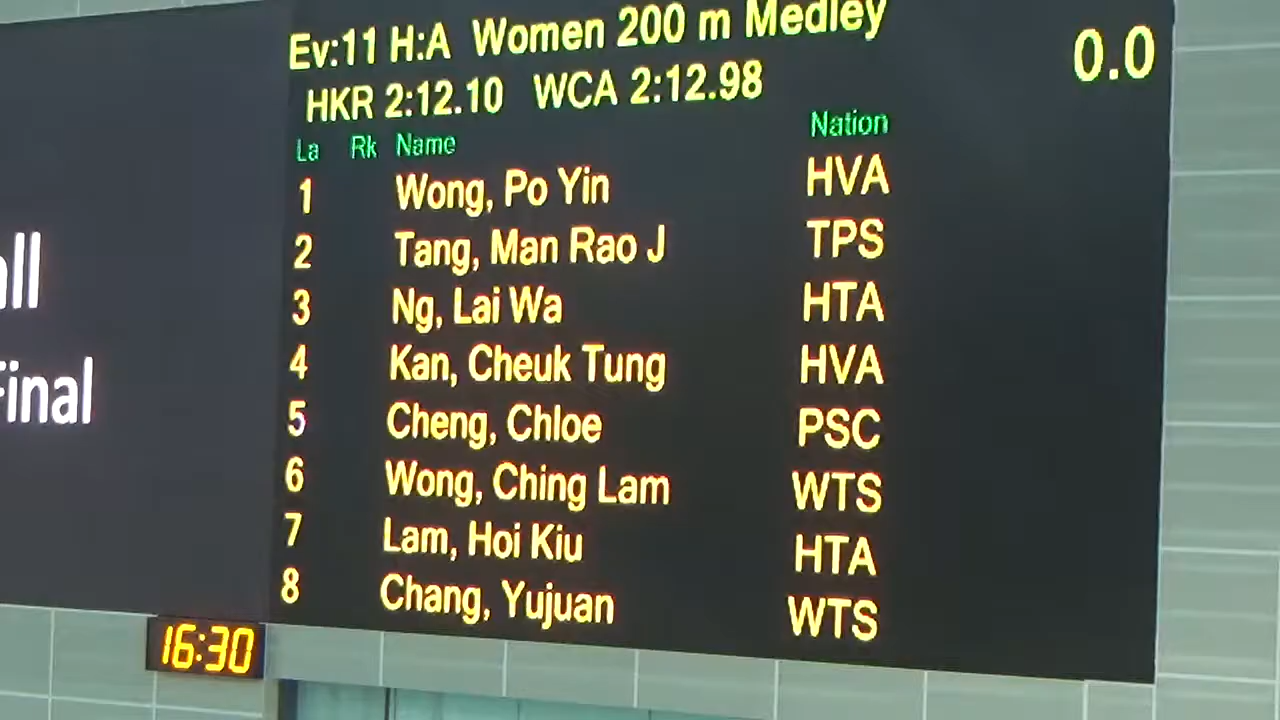 Ev:11 H:A Women 200 m Medley 0.0
HKR 2:12.10 WCA 2:12.98
La Rk Name Nation
1 Wong, Po Yin HVA
2 Tang, Man Rao J TPS
3 Ng, Lai Wa HTA
4 Kan, Cheuk Tung HVA
5 Cheng, Chloe PSC
6 Wong, Ching Lam WTS
7 Lam, Hoi Kiu HTA
8 Chang, Yujuan WTS
Final
16:30